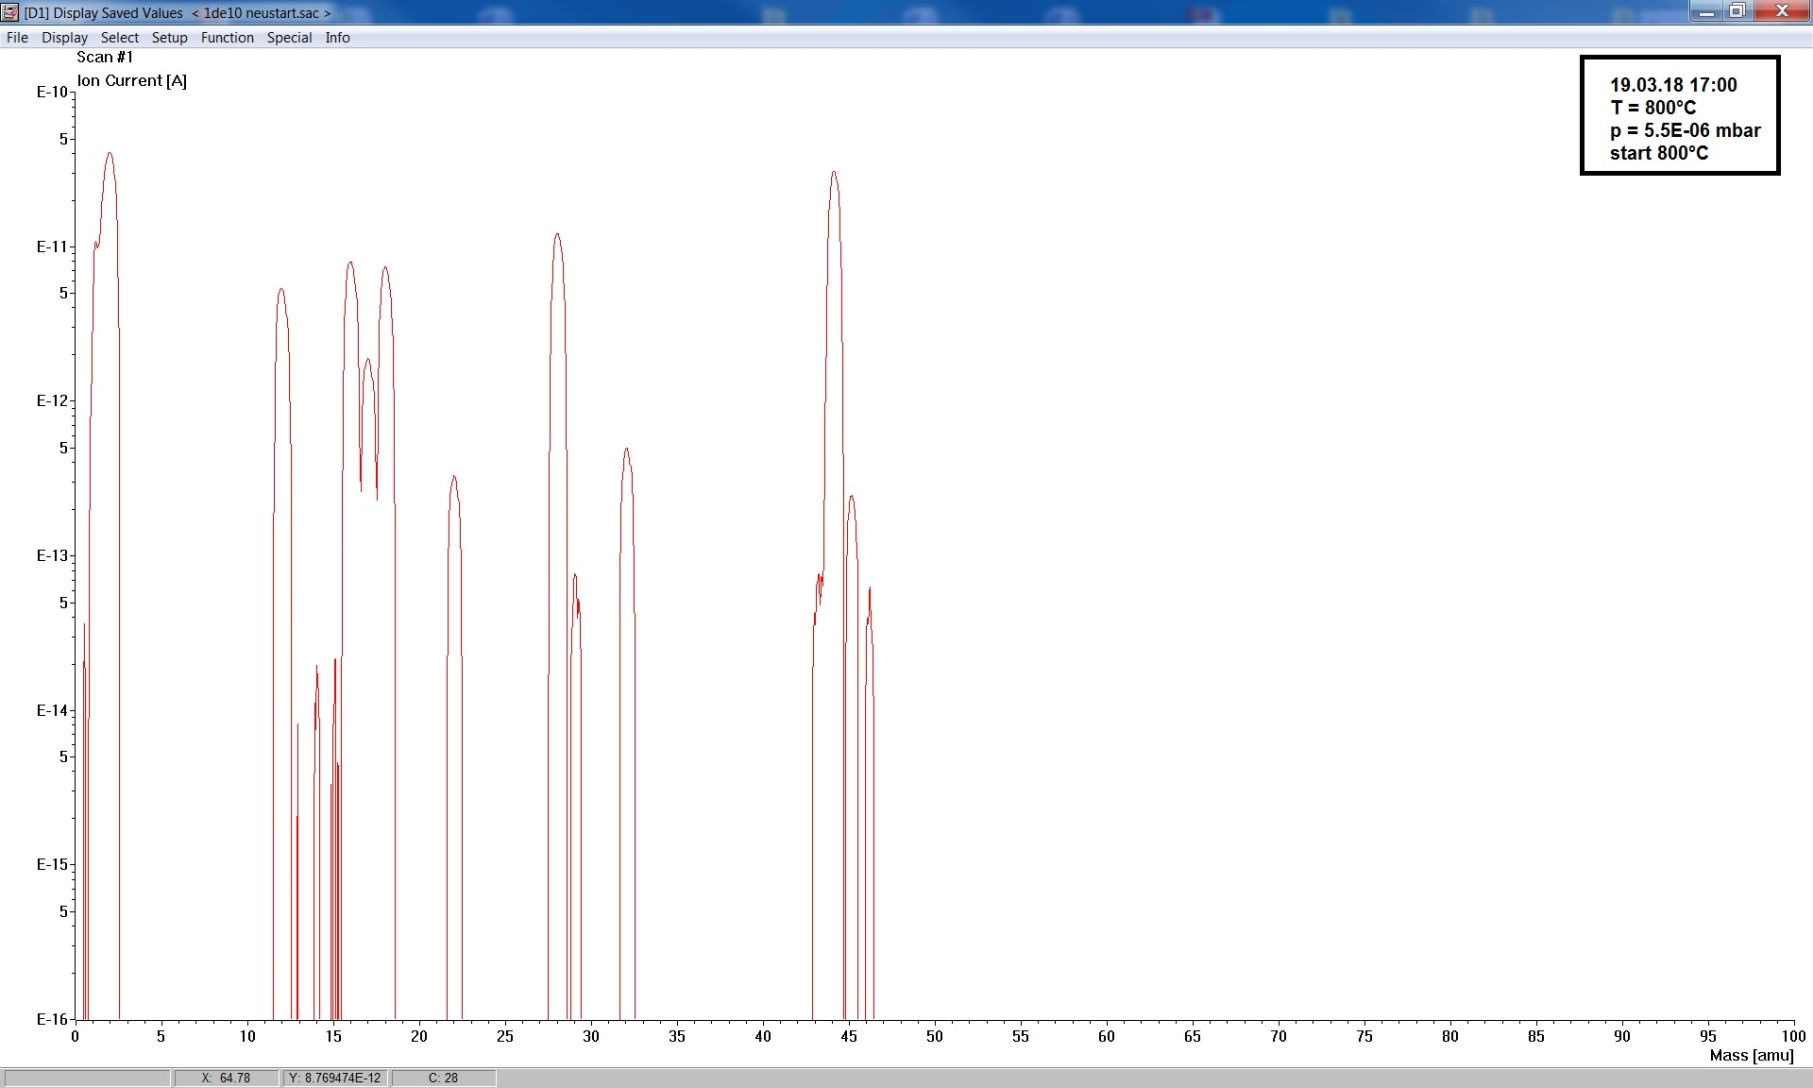 [D1] Display Saved Values < 1de10 neustart.sac >
File Display Select Setup Function Special Info
Scan #1
Ion Current [A]
19.03.18 17:00
T = 800°C
p = 5.5E-06 mbar
start 800°C
E-10
5
E-11
5
E-12
5
E-13
5
E-14
5
E-15
5
E-16
0 5 10 15 20 25 30 35 40 45 50 55 60 65 70 75 80 85 90 95 100
Mass [amu]
X: 64.78 Y: 8.769474E-12 C: 28